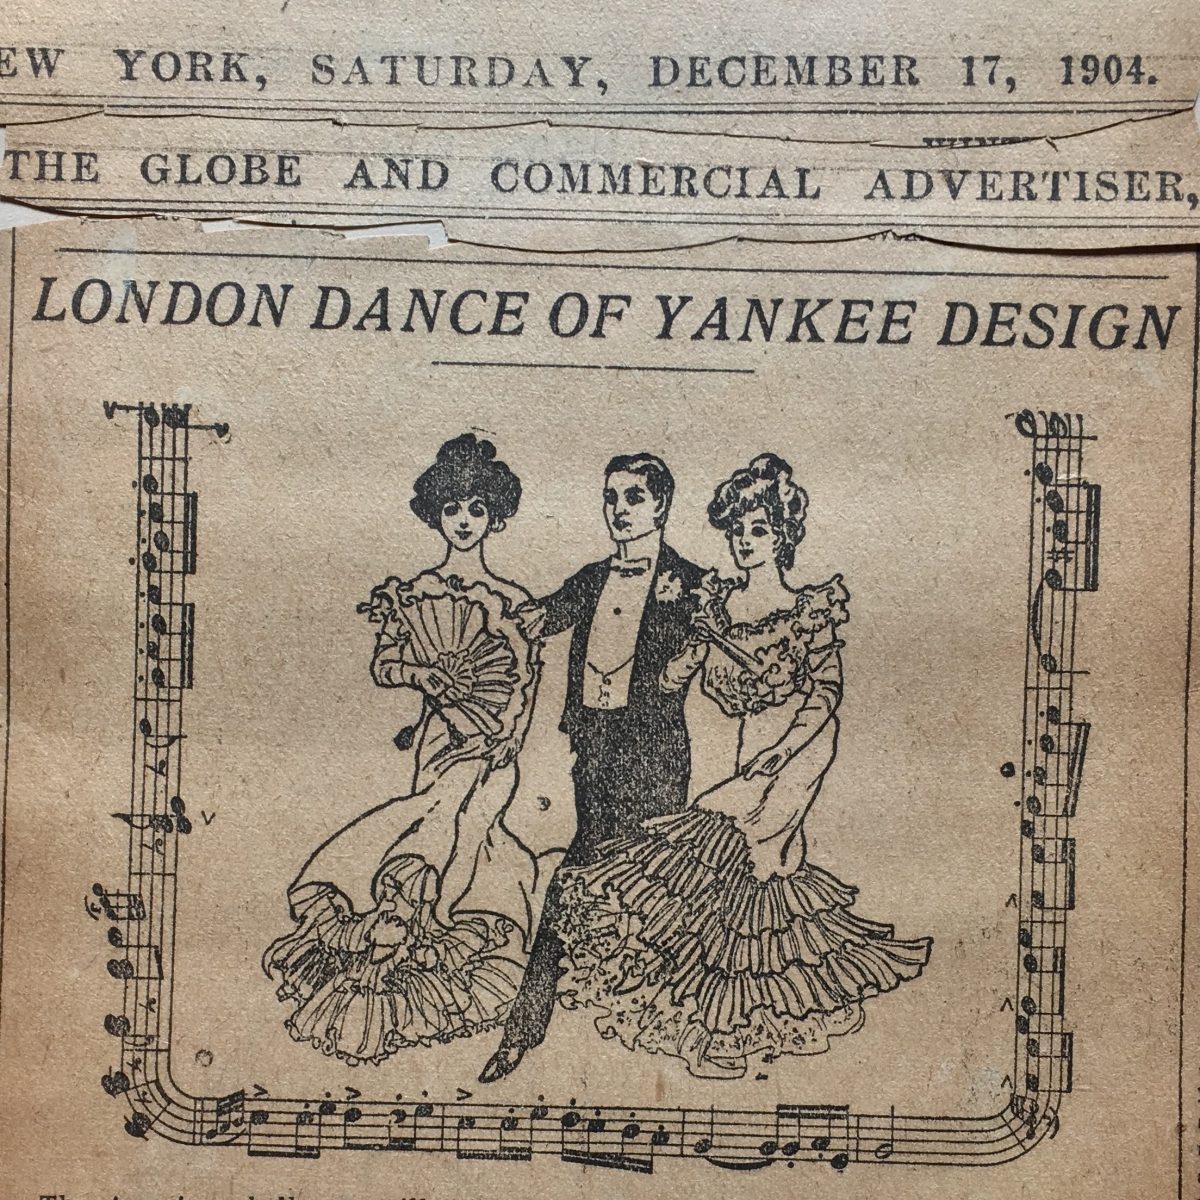 EW YORK, SATURDAY, DECEMBER 17, 1904.
THE GLOBE AND COMMERCIAL ADVERTISER,
LONDON DANCE OF YANKEE DESIGN